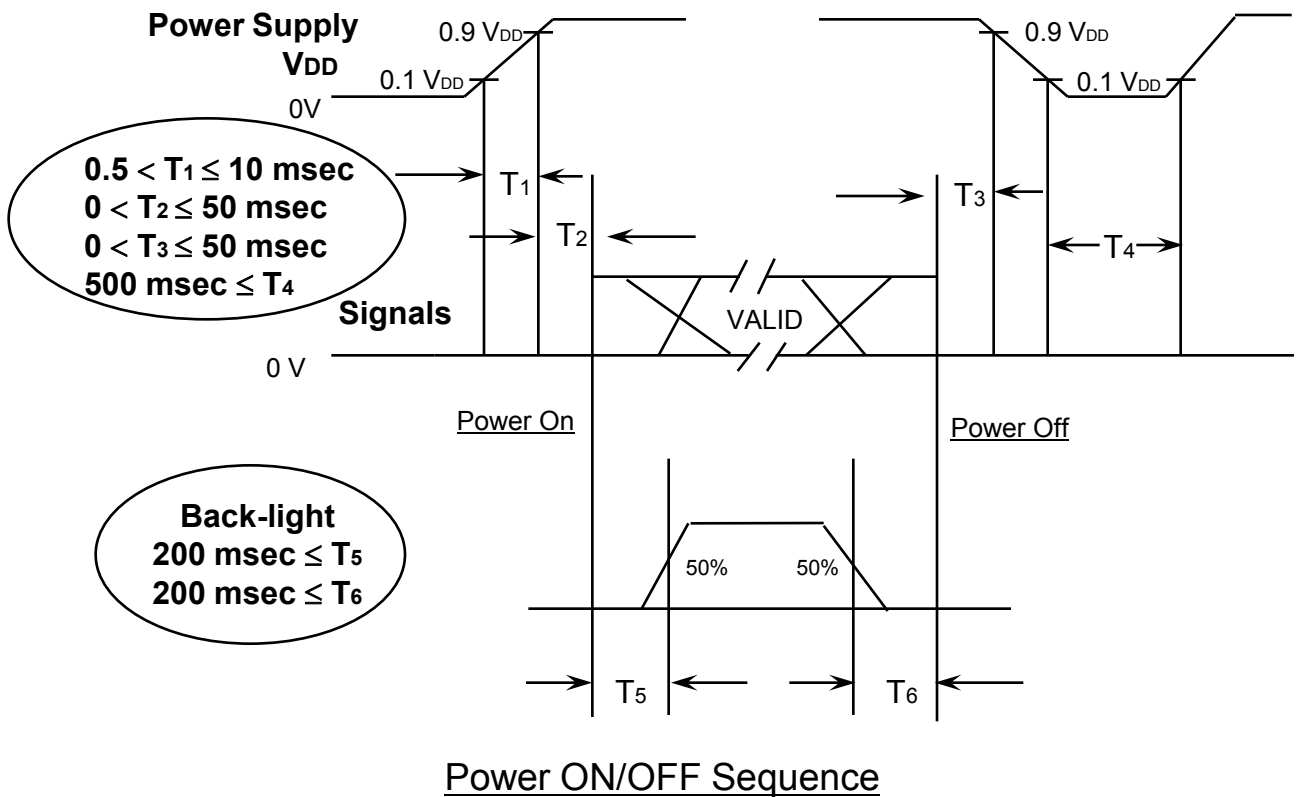 Power Supply
VDD
0.9 VDD
0.9 VDD
0.1 VDD
0.1 VDD
0V
0.5 < T1 ≤ 10 msec
0 < T2 ≤ 50 msec
0 < T3 ≤ 50 msec
500 msec ≤ T4
T1
T2
T3
T4
Signals
VALID
0 V
Power On
Power Off
Back-light
200 msec ≤ T5
200 msec ≤ T6
50%
50%
T5
T6
Power ON/OFF Sequence